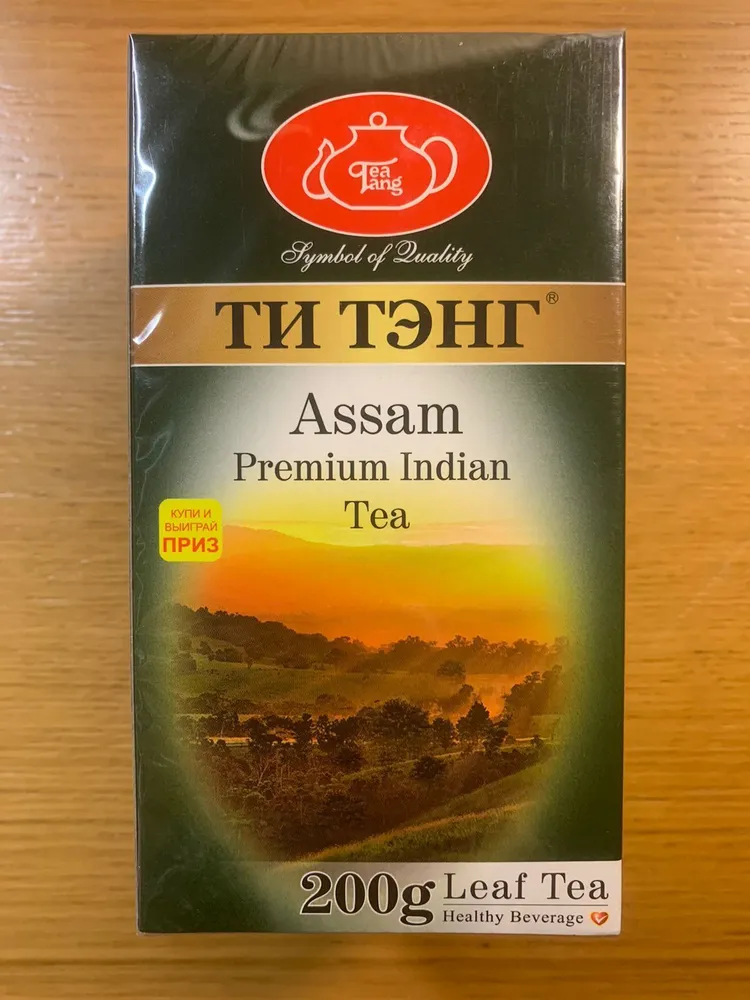 Tea
Tang
Symbol of Quality
ТИ ТЭНГ®
Assam
Premium Indian
Tea
КУПИ И
ВЫИГРАЙ
ПРИЗ
200g Leaf Tea
Healthy Beverage